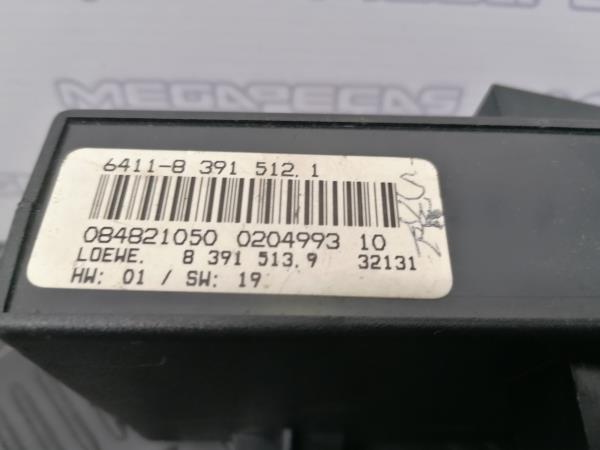 MEGAPECAS
6411-8 391 512.1
084821050 0204993 10
LOEWE. 8 391 513.9 32131
HW: 01 / SW: 19